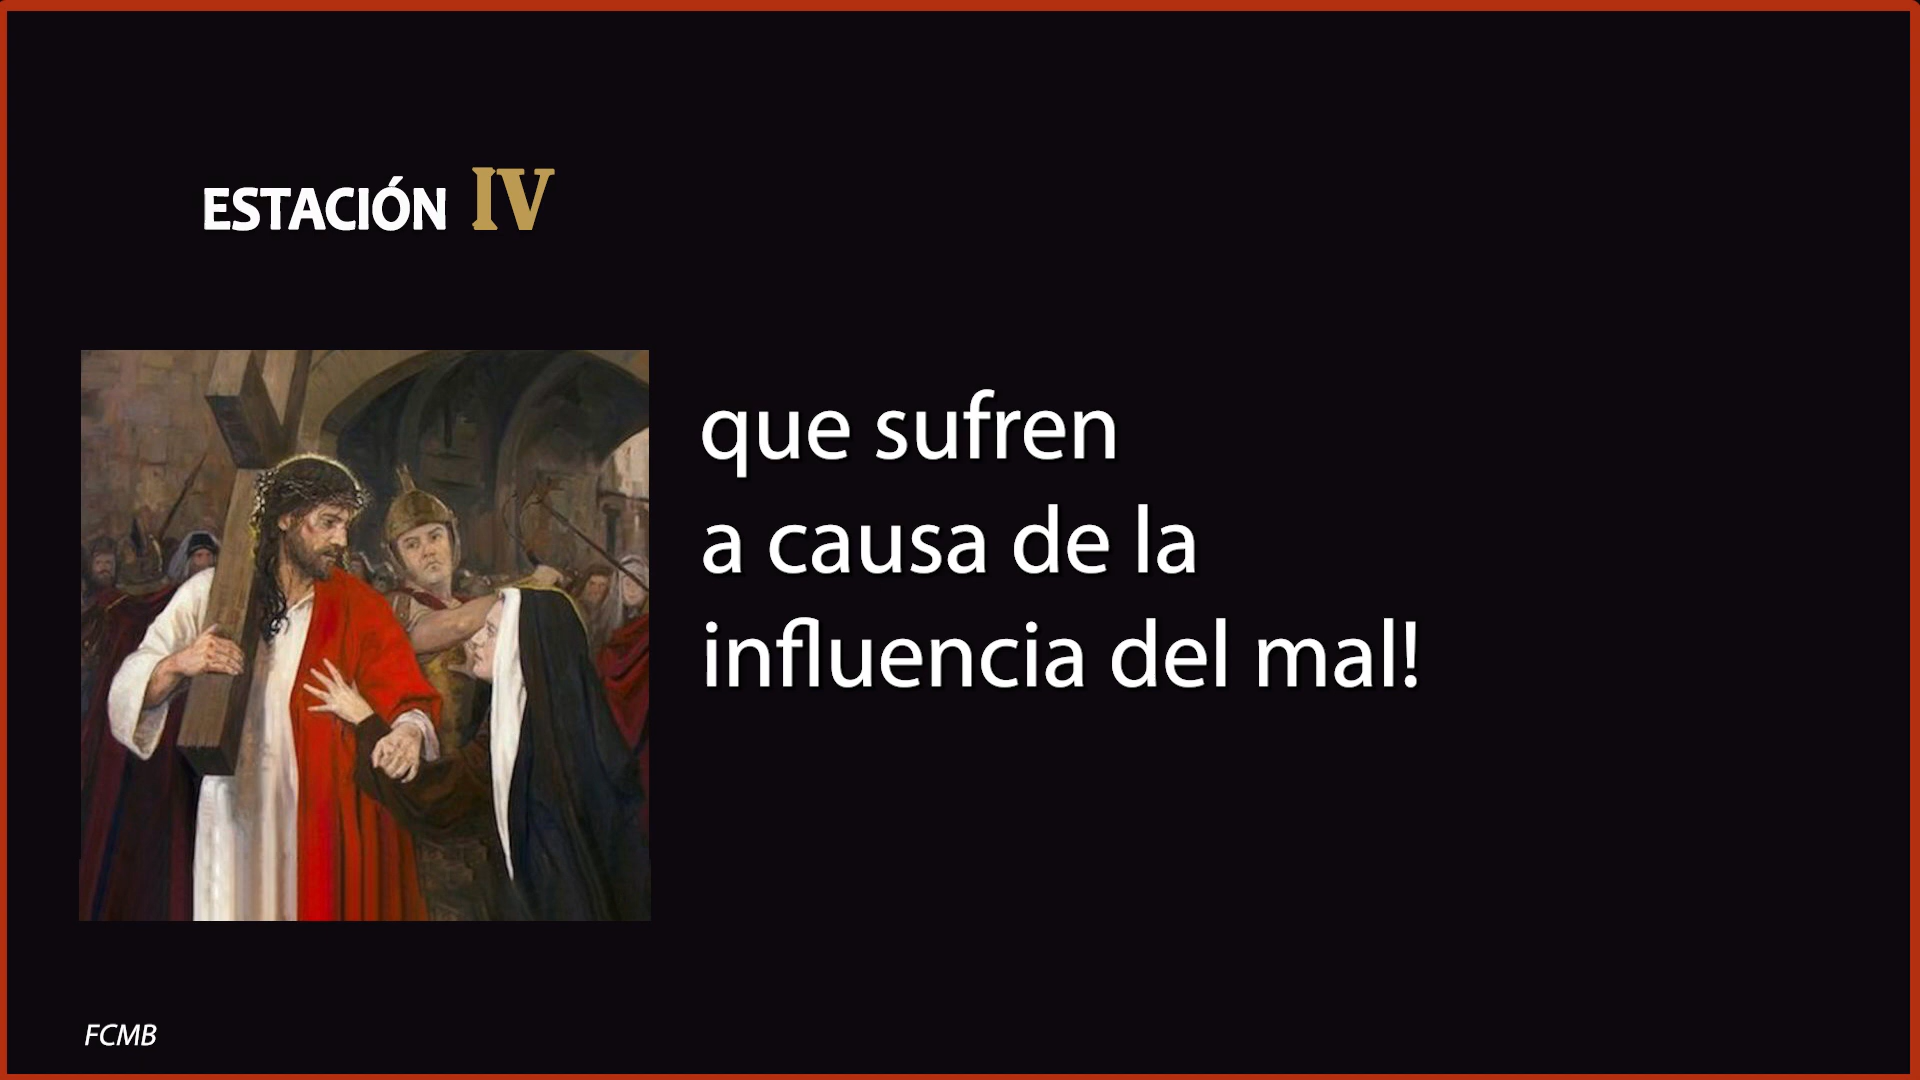 ESTACIÓN IV
que sufren
a causa de la
influencia del mal!
FCMB